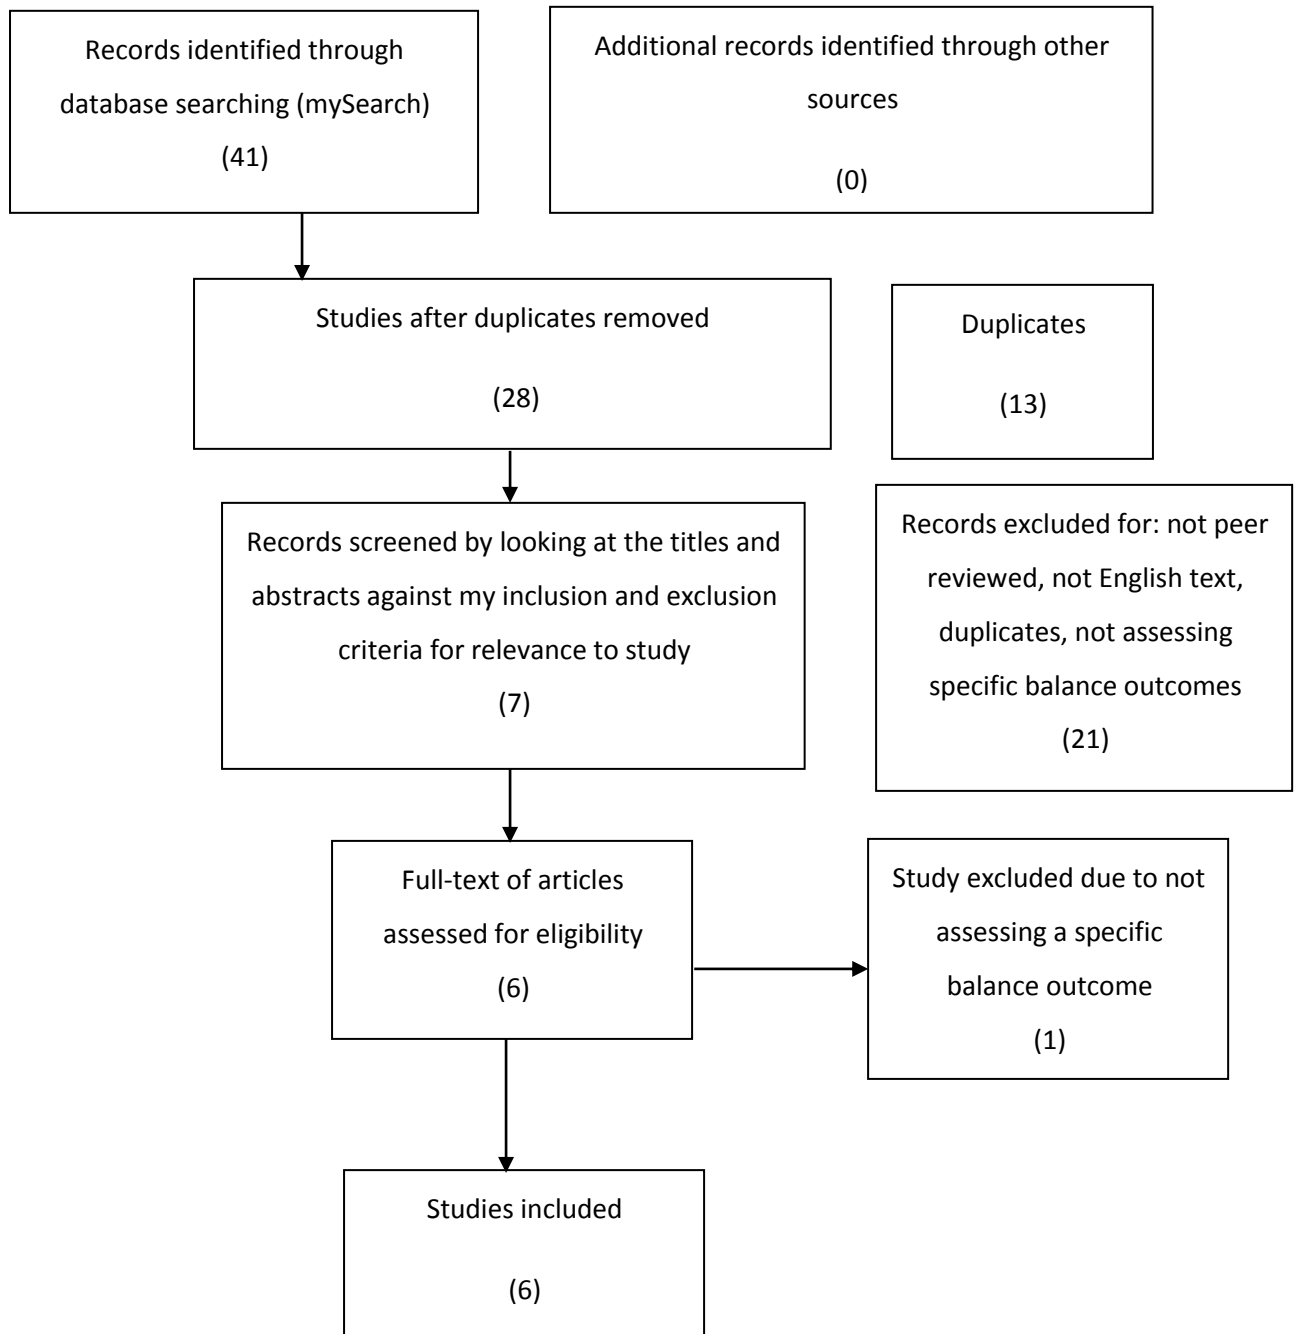 Records identified through
database searching (mySearch)
(41)
Additional records identified through other
sources
(0)
Studies after duplicates removed
(28)
Duplicates
(13)
Records screened by looking at the titles and
abstracts against my inclusion and exclusion
criteria for relevance to study
(7)
Records excluded for: not peer
reviewed, not English text,
duplicates, not assessing
specific balance outcomes
(21)
Full-text of articles
assessed for eligibility
(6)
Study excluded due to not
assessing a specific
balance outcome
(1)
Studies included
(6)